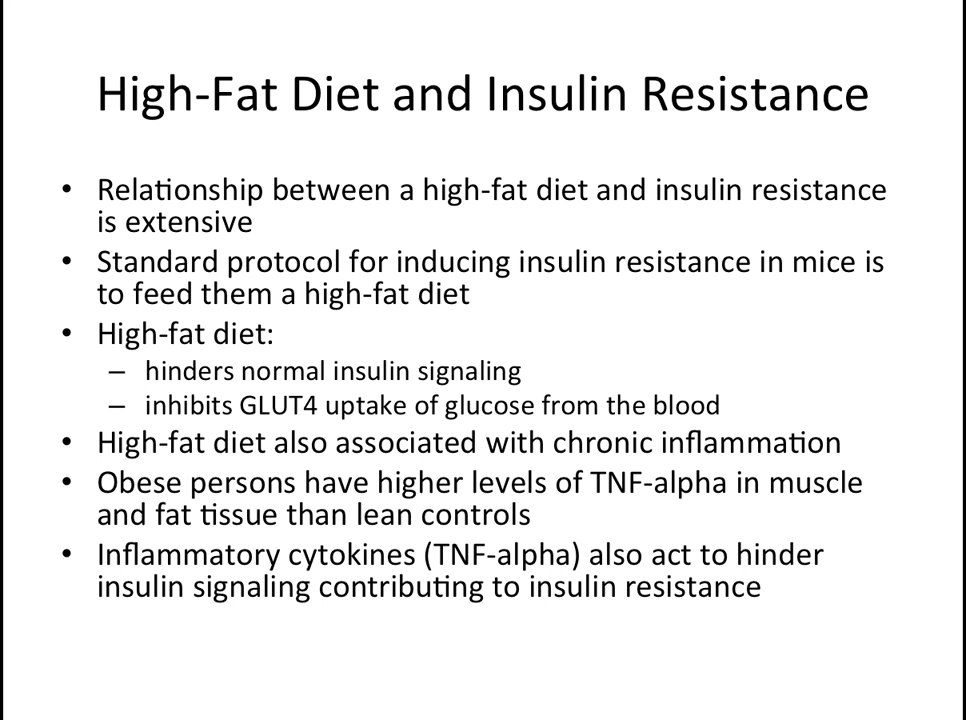 High-Fat Diet and Insulin Resistance
• Relationship between a high-fat diet and insulin resistance
is extensive
• Standard protocol for inducing insulin resistance in mice is
to feed them a high-fat diet
• High-fat diet:
– hinders normal insulin signaling
– inhibits GLUT4 uptake of glucose from the blood
• High-fat diet also associated with chronic inflammation
• Obese persons have higher levels of TNF-alpha in muscle
and fat tissue than lean controls
• Inflammatory cytokines (TNF-alpha) also act to hinder
insulin signaling contributing to insulin resistance